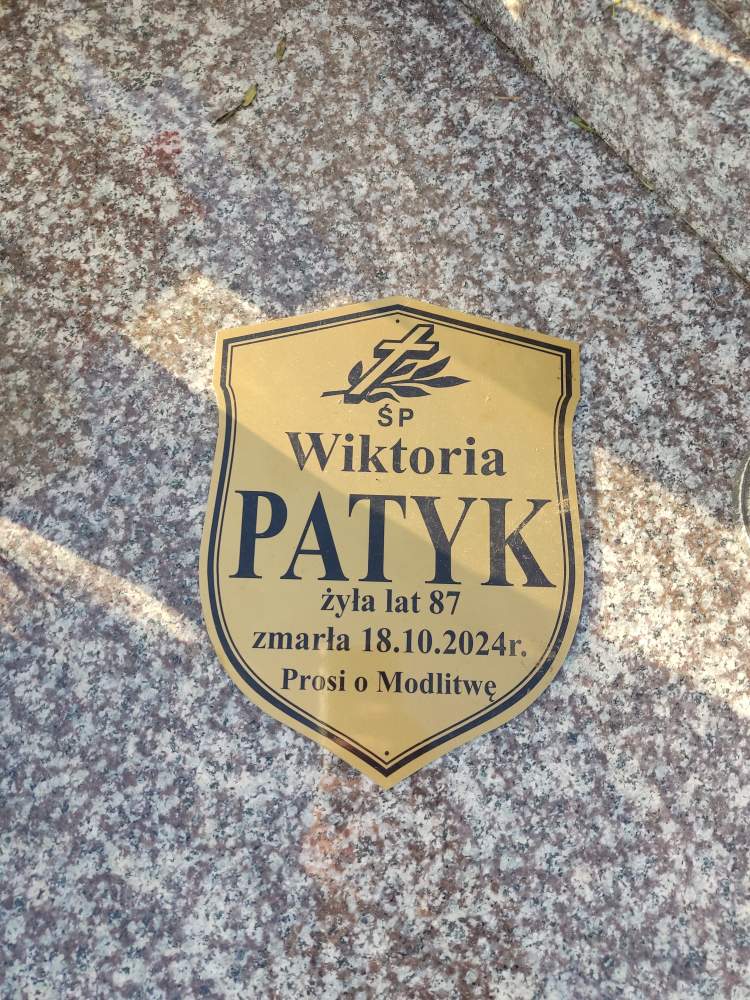 ŚP
Wiktoria
PATYK
żyła lat 87
zmarła 18.10.2024r.
Prosi o Modlitwę